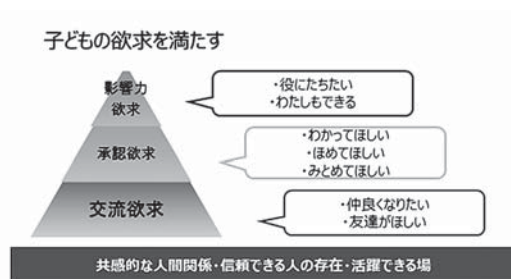 子どもの欲求を満たす
影響力
欲求
・役にたちたい
・わたしもできる
承認欲求
・わかってほしい
・ほめてほしい
・みとめてほしい
交流欲求
・仲良くなりたい
・友達がほしい
共感的な人間関係・信頼できる人の存在・活躍できる場